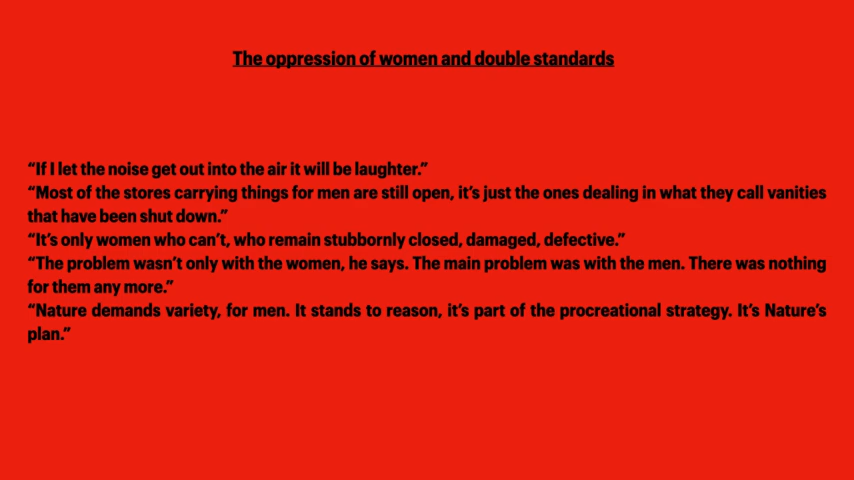 The oppression of women and double standards
“If I let the noise get out into the air it will be laughter.”
“Most of the stores carrying things for men are still open, it’s just the ones dealing in what they call vanities
that have been shut down.”
“It’s only women who can’t, who remain stubbornly closed, damaged, defective.”
“The problem wasn’t only with the women, he says. The main problem was with the men. There was nothing
for them any more.”
“Nature demands variety, for men. It stands to reason, it’s part of the procreational strategy. It’s Nature’s
plan.”